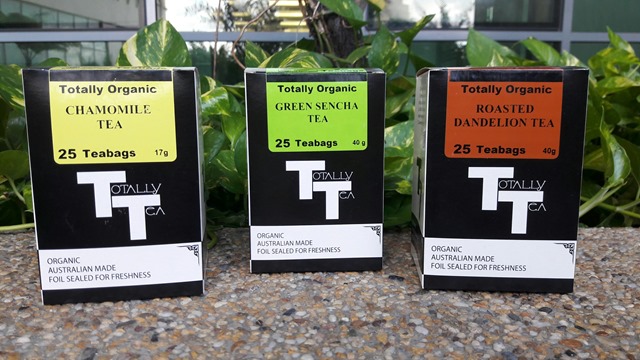 Totally Organic
CHAMOMILE
TEA
25 Teabags 17g
TOTALLY
TEA
ORGANIC
AUSTRALIAN MADE
FOIL SEALED FOR FRESHNESS
Totally Organic
GREEN SENCHA
TEA
25 Teabags 40 g
TOTALLY
TEA
ORGANIC
AUSTRALIAN MADE
FOIL SEALED FOR FRESHNESS
Totally Organic
ROASTED
DANDELION TEA
25 Teabags 40g
TOTALLY
TEA
ORGANIC
AUSTRALIAN MADE
FOIL SEALED FOR FRESHNESS